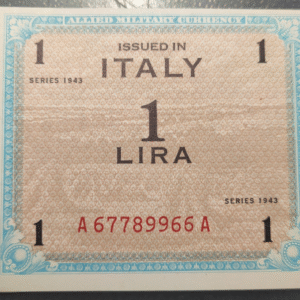 ALLIED MILITARY CURRENCY
1 ISSUED IN 1
ITALY
SERIES 1943
1
LIRA
SERIES 1943
1 A 67789966 A 1